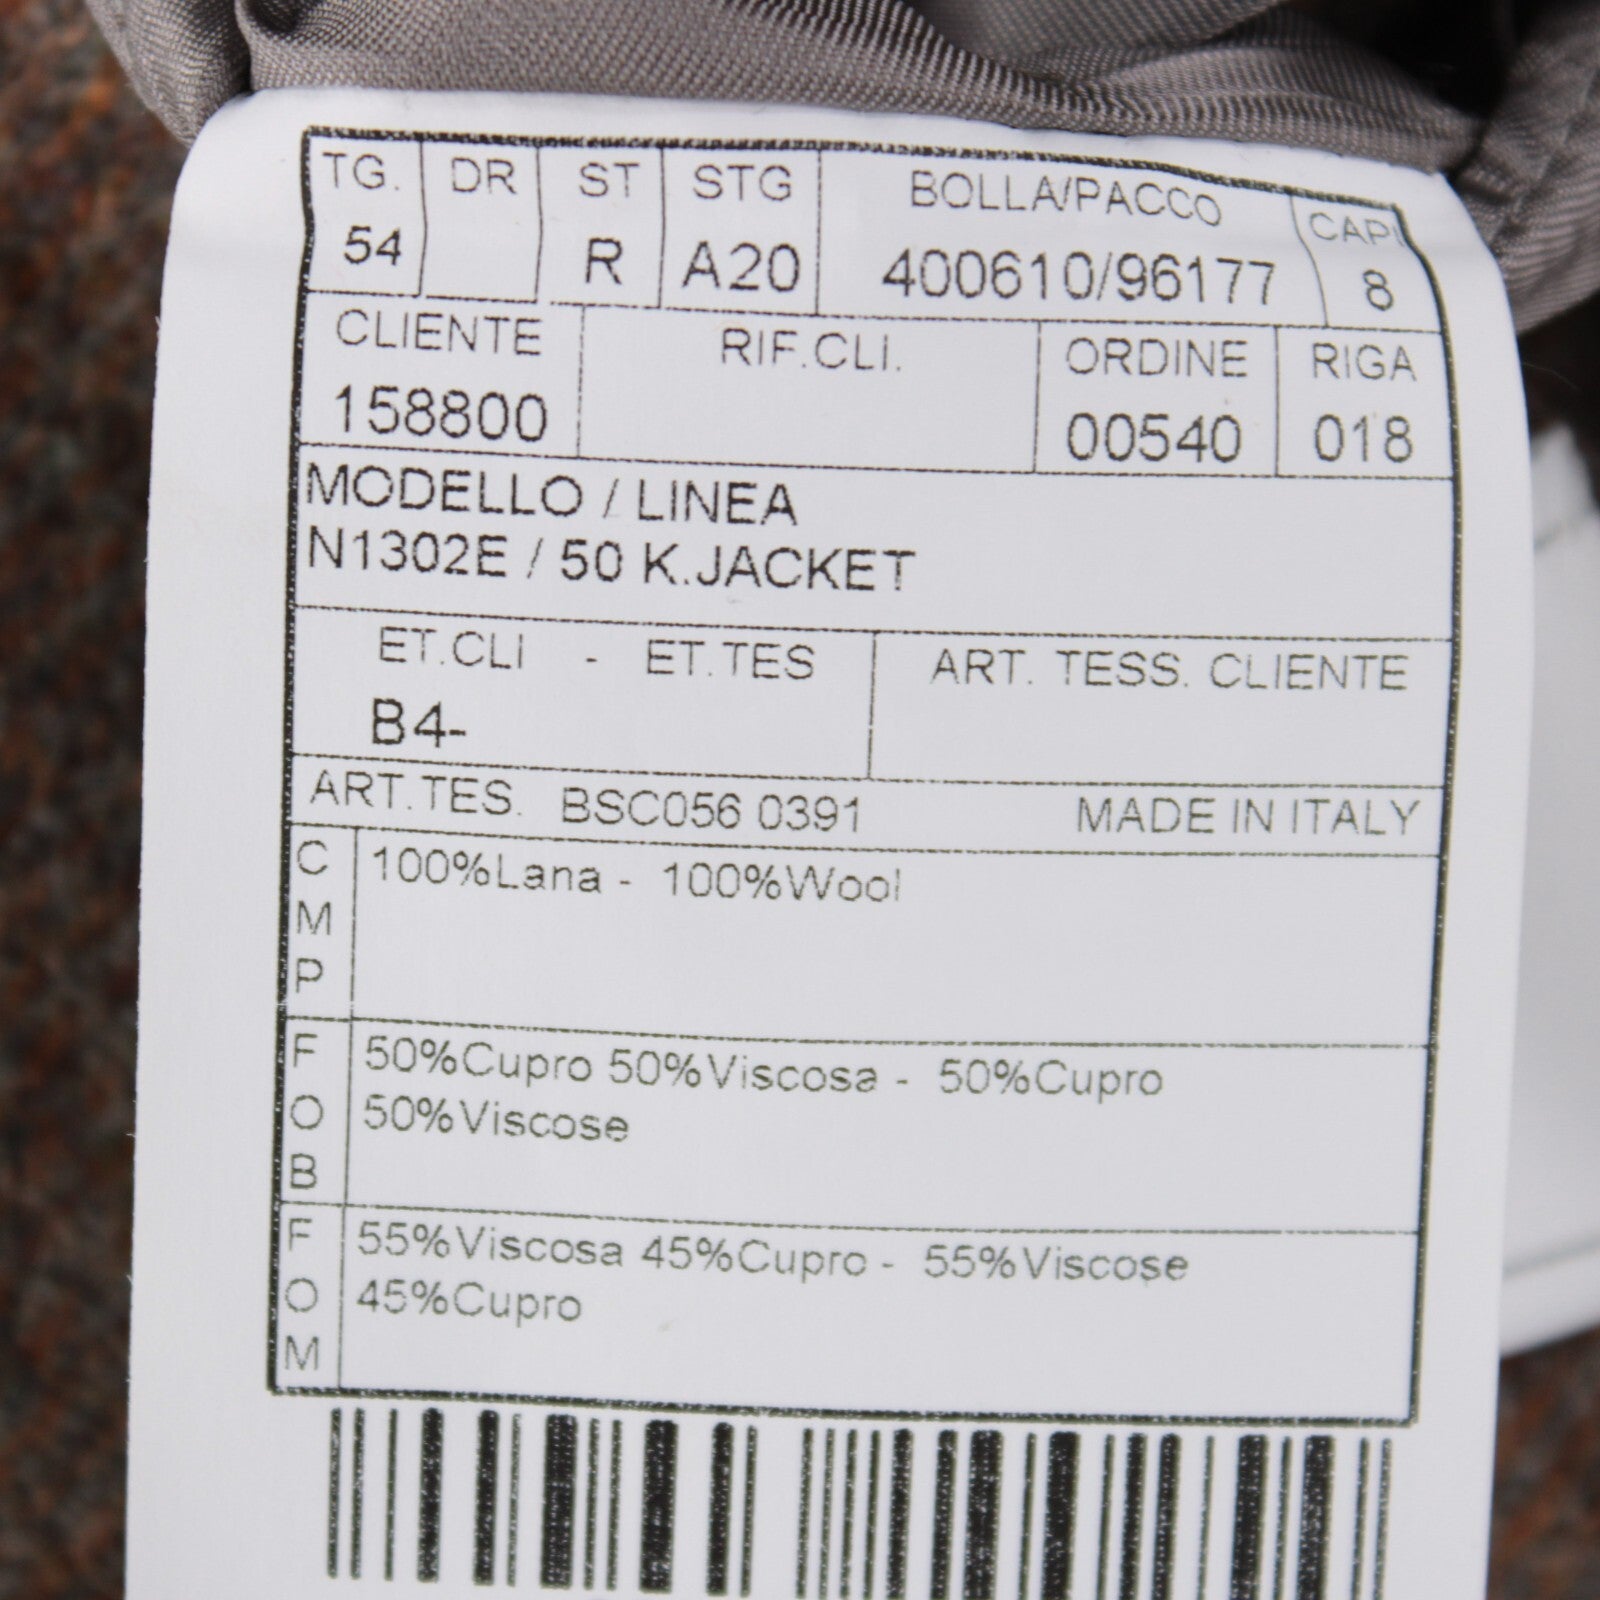 TG. DR ST STG BOLLA/PACCO CAPI
54 R A20 400610/96177 8
CLIENTE RIF.CLI. ORDINE RIGA
158800 00540 018
MODELLO / LINEA
N1302E / 50 K.JACKET
ET.CLI - ET.TES ART. TESS. CLIENTE
B4-
ART.TES. BSC056 0391 MADE IN ITALY
CMP 100%Lana - 100%Wool
FOB 50%Cupro 50%Viscosa - 50%Cupro
50%Viscose
FOM 55%Viscosa 45%Cupro - 55%Viscose
45%Cupro